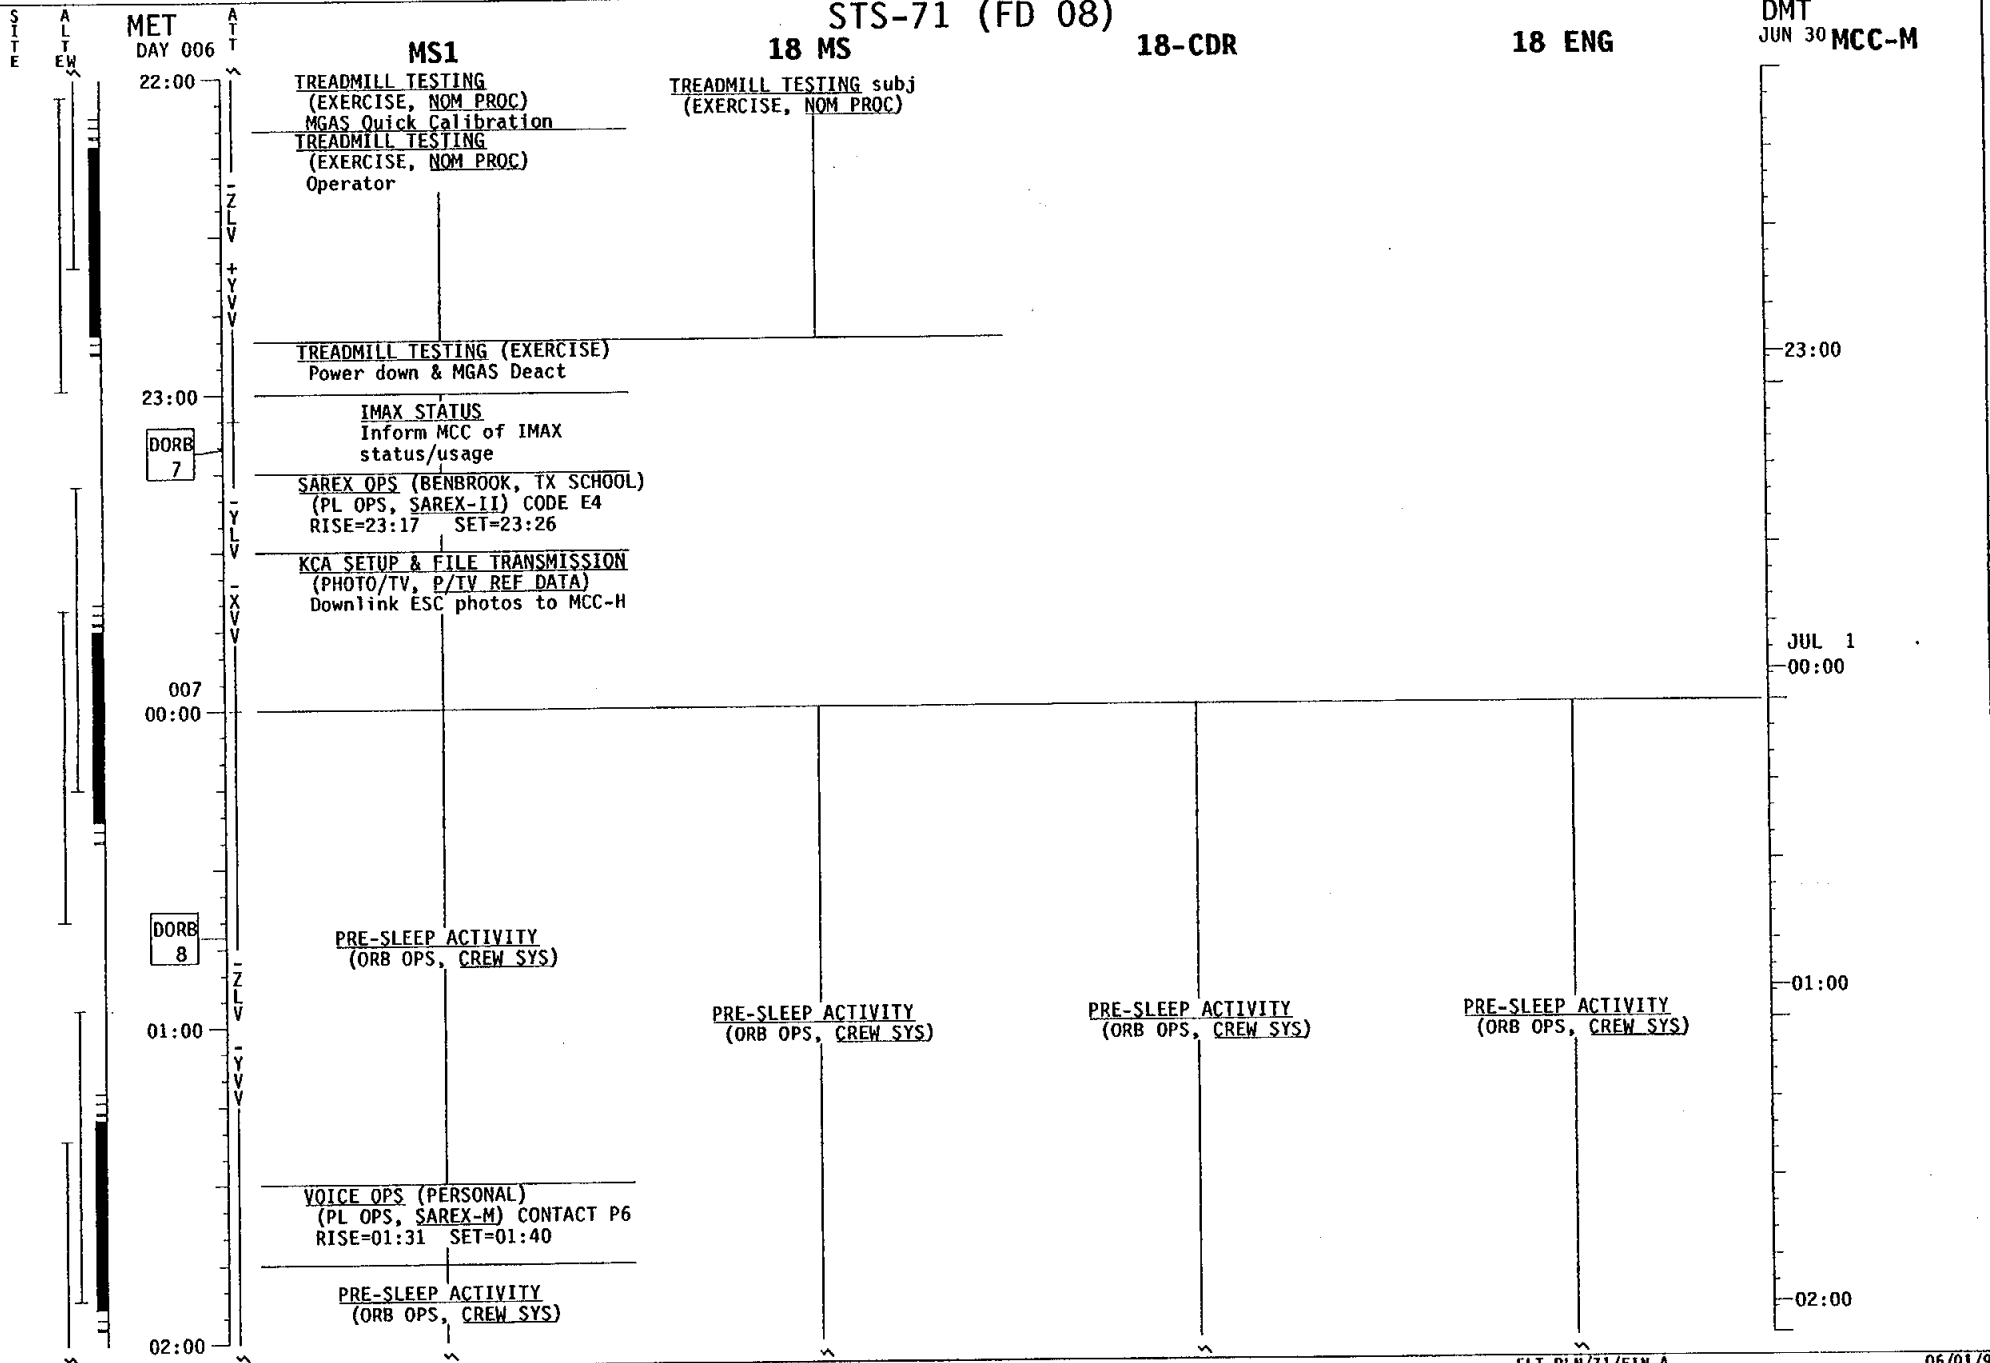 STS-71 (FD 08)
SITE
ALT
EW
MET
DAY 006
ATT
MS1
18 MS
18-CDR
18 ENG
DMT
JUN 30 MCC-M
22:00
TREADMILL TESTING
(EXERCISE, NOM PROC)
MGAS Quick Calibration
TREADMILL TESTING
(EXERCISE, NOM PROC)
Operator
TREADMILL TESTING subj
(EXERCISE, NOM PROC)
-ZLV
+YVV
TREADMILL TESTING (EXERCISE)
Power down & MGAS Deact
23:00
23:00
IMAX STATUS
Inform MCC of IMAX
status/usage
DORB
7
SAREX OPS (BENBROOK, TX SCHOOL)
(PL OPS, SAREX-II) CODE E4
RISE=23:17 SET=23:26
-YLV
KCA SETUP & FILE TRANSMISSION
(PHOTO/TV, P/TV REF DATA)
Downlink ESC photos to MCC-H
-XVV
JUL 1
00:00
007
00:00
DORB
8
PRE-SLEEP ACTIVITY
(ORB OPS, CREW SYS)
-ZLV
01:00
PRE-SLEEP ACTIVITY
(ORB OPS, CREW SYS)
PRE-SLEEP ACTIVITY
(ORB OPS, CREW SYS)
PRE-SLEEP ACTIVITY
(ORB OPS, CREW SYS)
01:00
-YVV
VOICE OPS (PERSONAL)
(PL OPS, SAREX-M) CONTACT P6
RISE=01:31 SET=01:40
PRE-SLEEP ACTIVITY
(ORB OPS, CREW SYS)
02:00
02:00
FLT PLN/71/FIN A
06/01/9